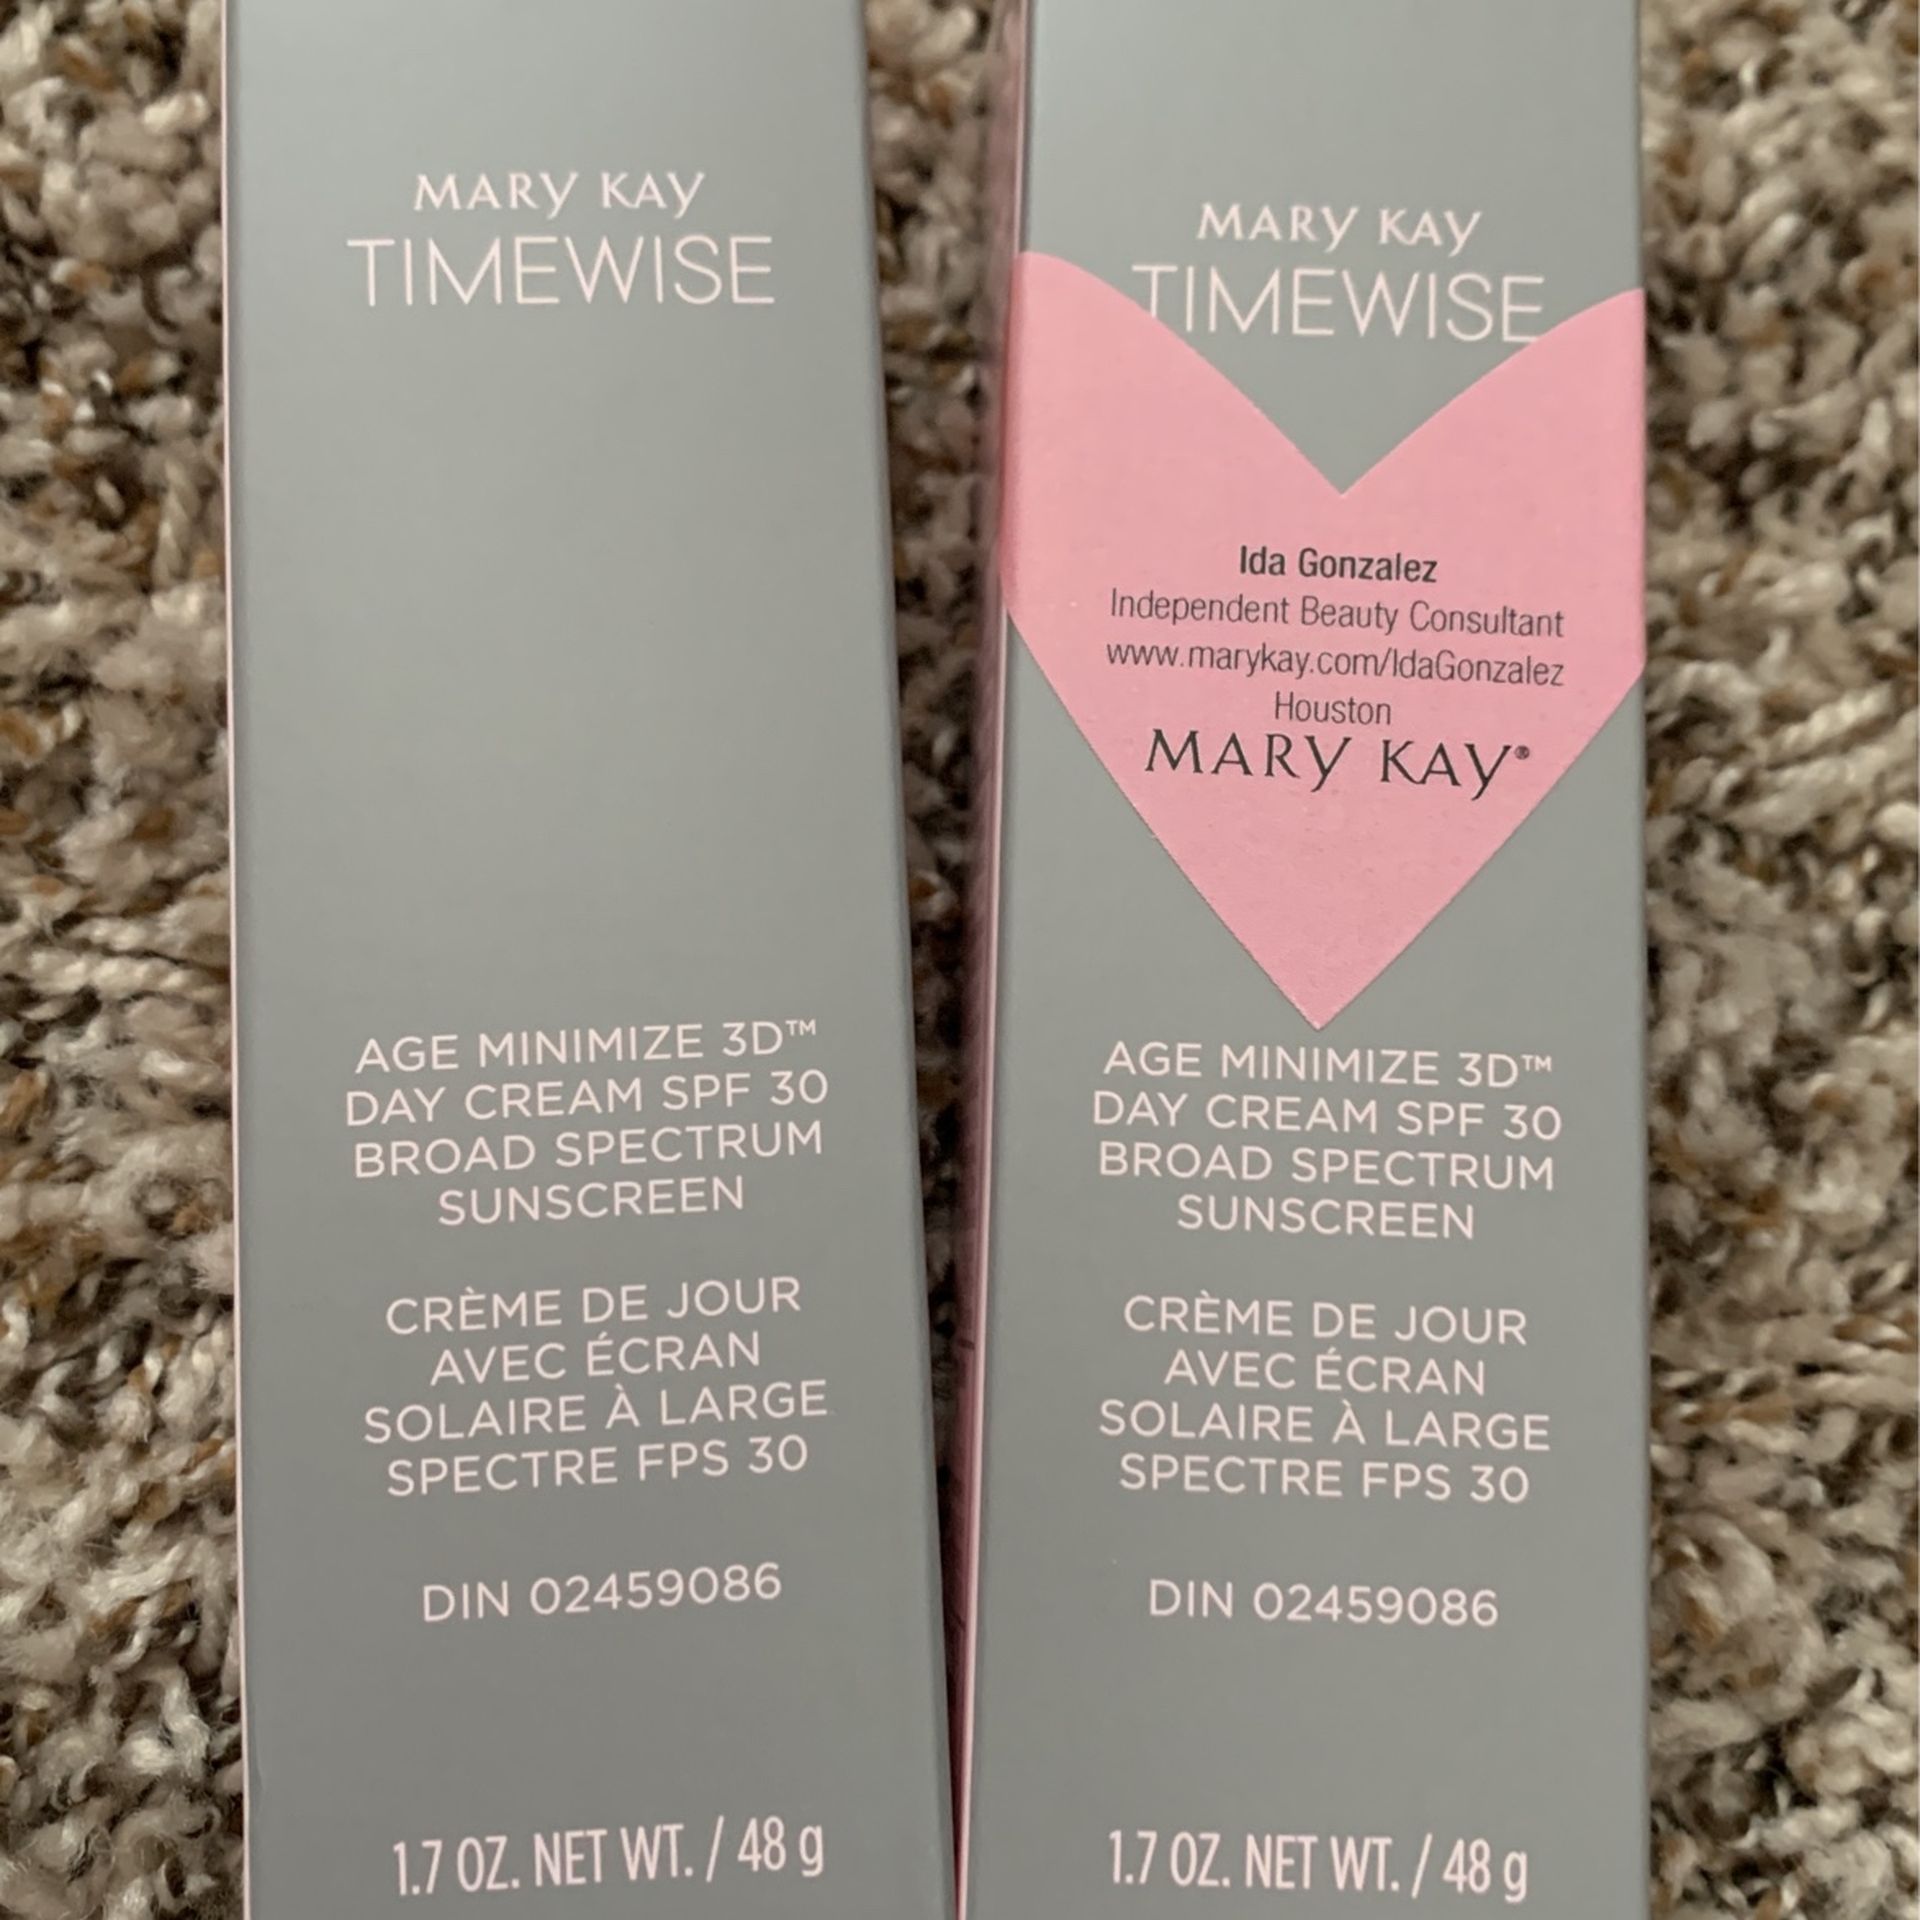 MARY KAY
TIMEWISE
AGE MINIMIZE 3D™
DAY CREAM SPF 30
BROAD SPECTRUM
SUNSCREEN
CRÈME DE JOUR
AVEC ÉCRAN
SOLAIRE À LARGE
SPECTRE FPS 30
DIN 02459086
1.7 OZ. NET WT. / 48 g
MARY KAY
TIMEWISE
Ida Gonzalez
Independent Beauty Consultant
www.marykay.com/IdaGonzalez
Houston
MARY KAY®
AGE MINIMIZE 3D™
DAY CREAM SPF 30
BROAD SPECTRUM
SUNSCREEN
CRÈME DE JOUR
AVEC ÉCRAN
SOLAIRE À LARGE
SPECTRE FPS 30
DIN 02459086
1.7 OZ. NET WT. / 48 g